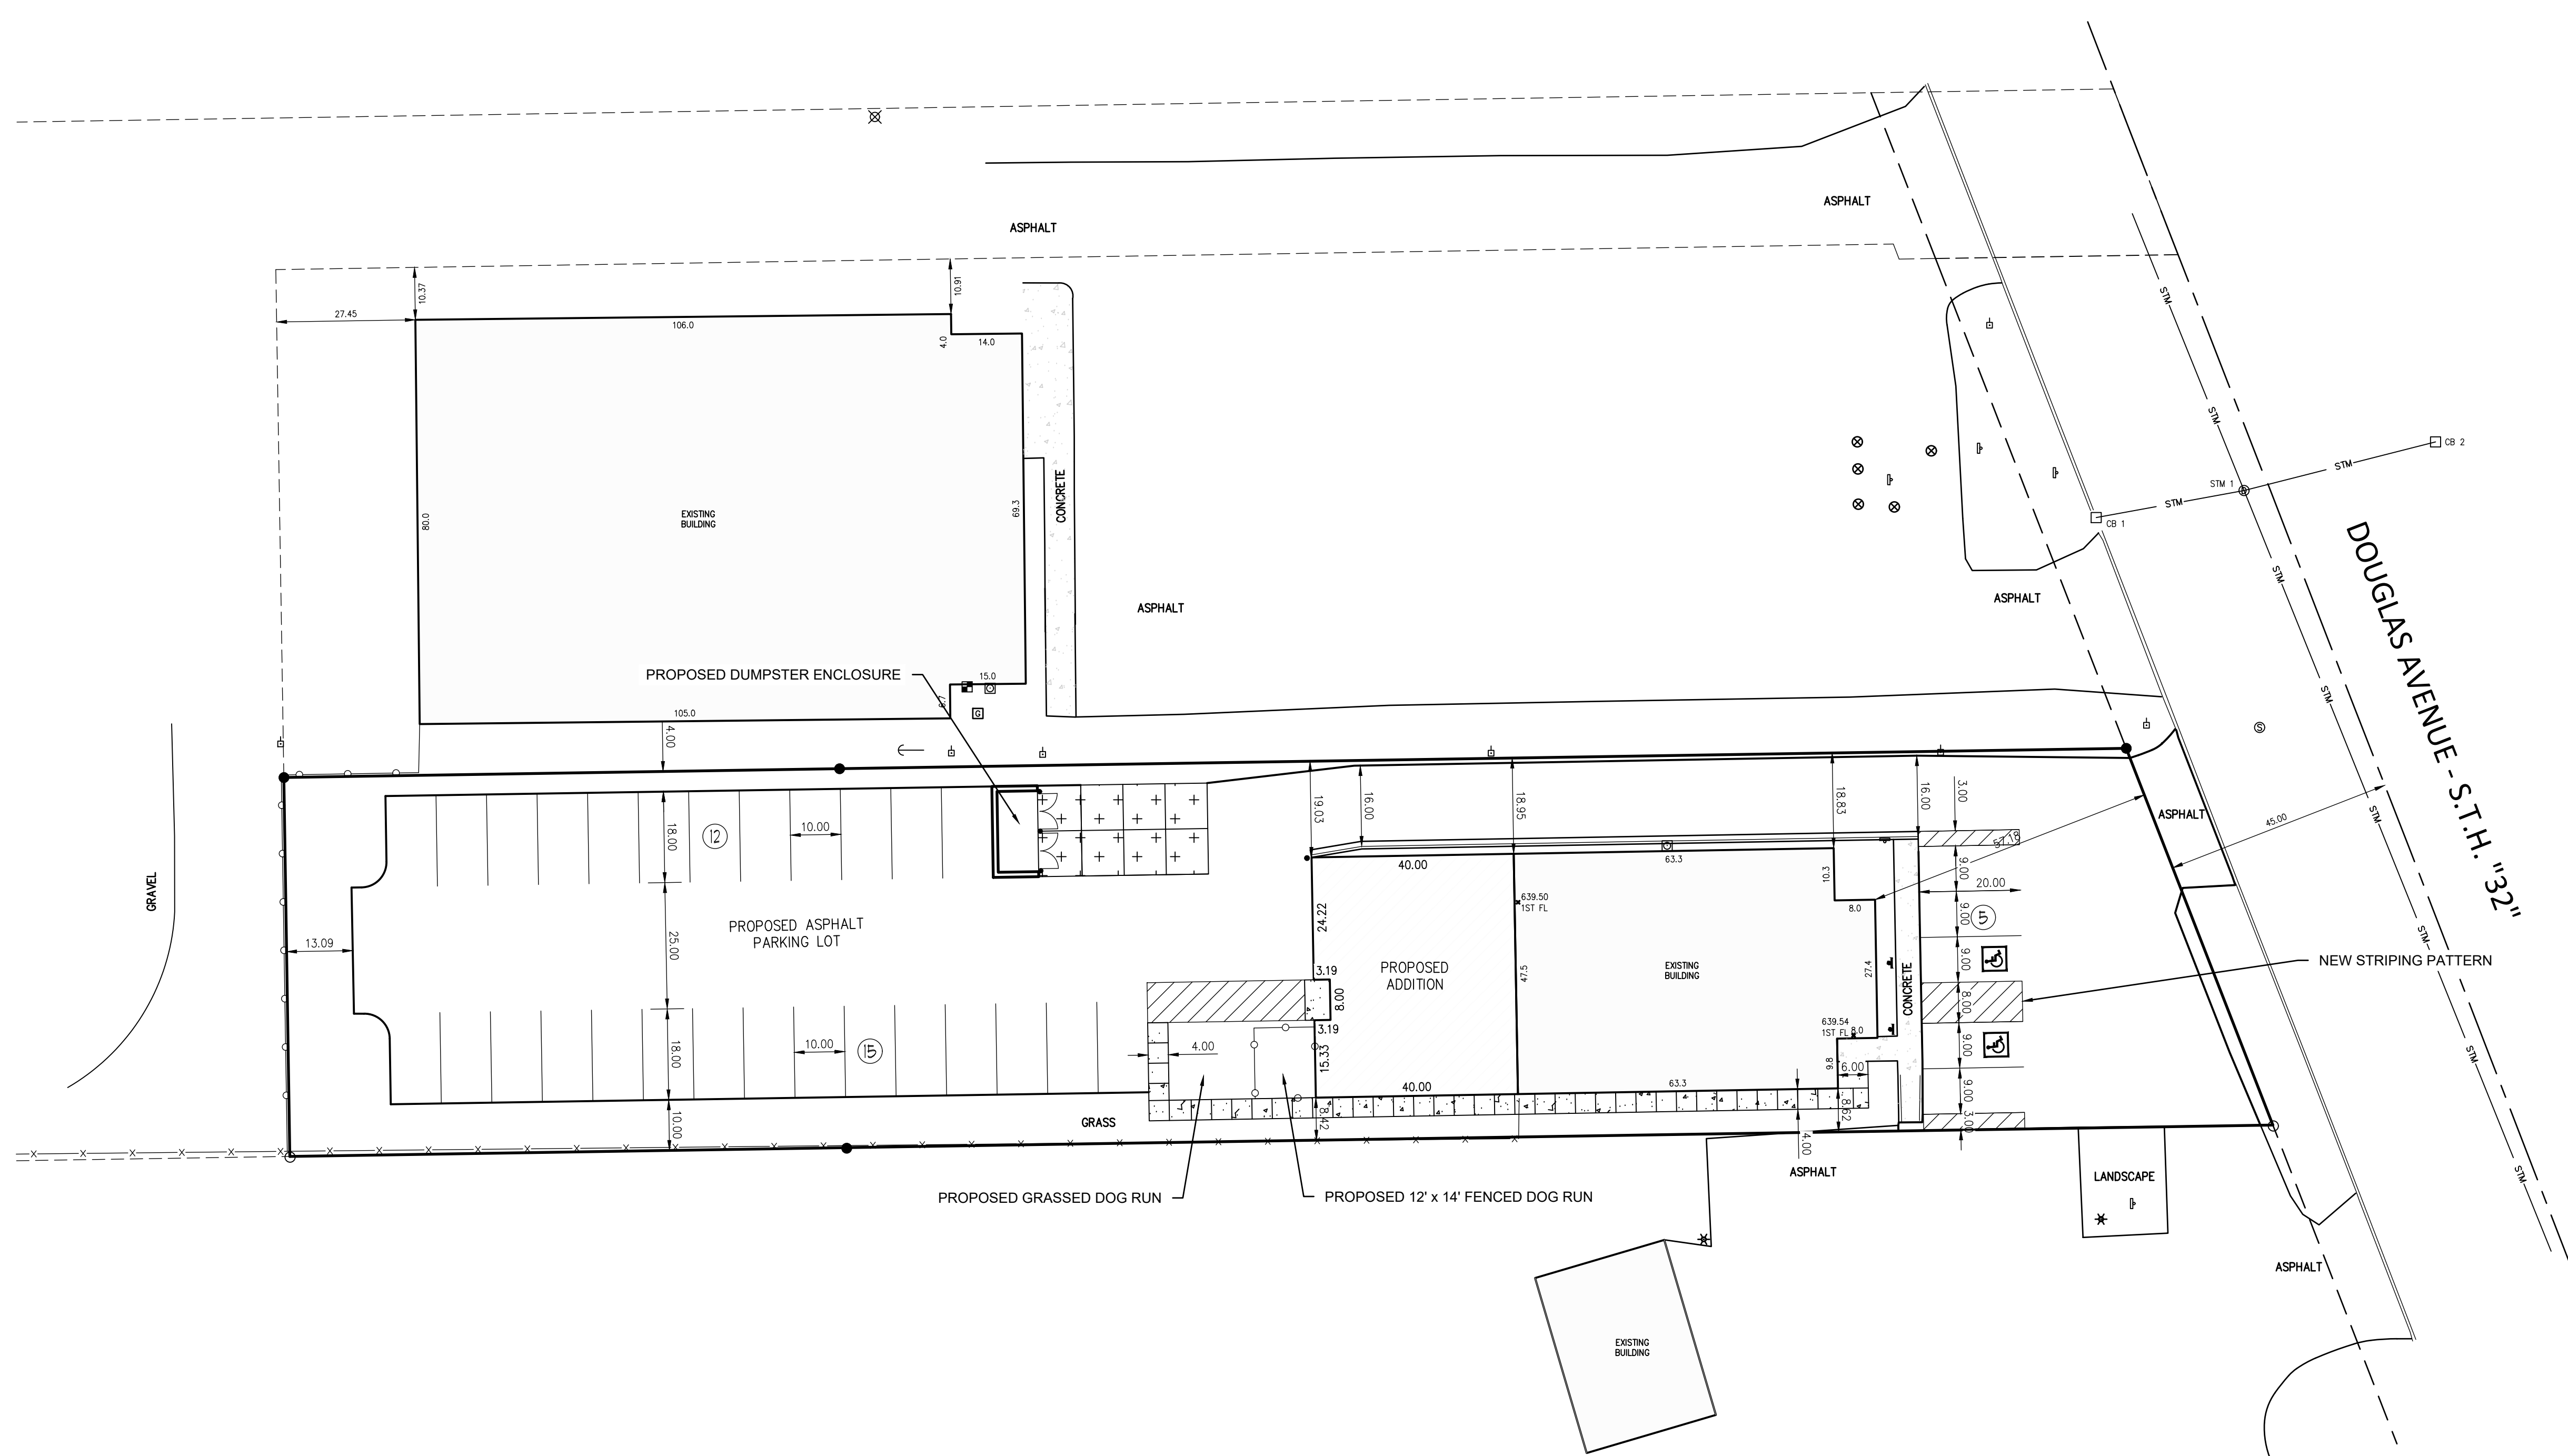 ASPHALT
ASPHALT
10.37
10.91
27.45
106.0
4.0
14.0
STM
STM
CB 2
STM
STM 1
STM
CB 1
CONCRETE
69.3
80.0
EXISTING
BUILDING
DOUGLAS AVENUE - S.T.H. "32"
STM
ASPHALT
ASPHALT
PROPOSED DUMPSTER ENCLOSURE
15.0
G
105.0
4.00
S
STM
GRAVEL
18.00
12
10.00
19.03
16.00
18.95
18.83
16.00
3.00
57.18
45.00
ASPHALT
STM
40.00
63.3
10.3
9.00
20.00
8.0
639.50
1ST FL
24.22
9.00
5
PROPOSED ASPHALT
PARKING LOT
25.00
13.09
STM
3.19
PROPOSED
ADDITION
47.5
EXISTING
BUILDING
27.4
CONCRETE
9.00
NEW STRIPING PATTERN
8.00
8.00
639.54
1ST FL
8.0
3.19
15.33
4.00
10.00
15
18.00
9.00
STM
9.8
6.00
40.00
63.3
9.00
10.00
GRASS
8.42
8.62
3.00
4.00
ASPHALT
LANDSCAPE
STM
PROPOSED GRASSED DOG RUN
PROPOSED 12' x 14' FENCED DOG RUN
ASPHALT
EXISTING
BUILDING